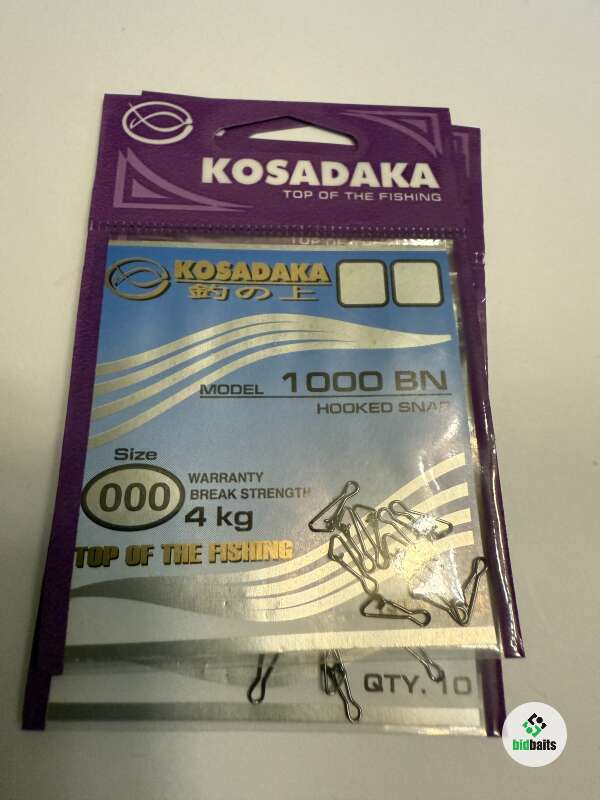 KOSADAKA
TOP OF THE FISHING
KOSADAKA
釣の上
MODEL 1000 BN
HOOKED SNAP
Size
000
WARRANTY
BREAK STRENGTH
4 kg
TOP OF THE FISHING
QTY. 10
bidbaits